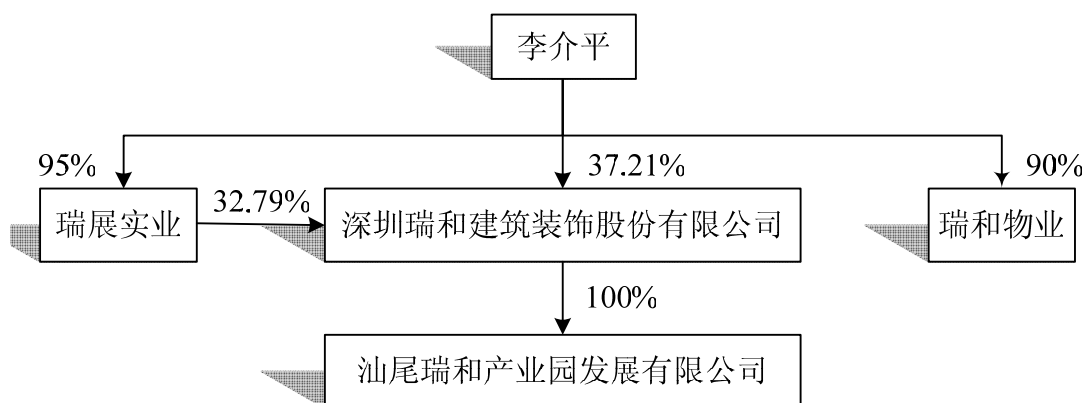 李介平
95%
37.21%
90%
瑞展实业
32.79%
深圳瑞和建筑装饰股份有限公司
瑞和物业
100%
汕尾瑞和产业园发展有限公司